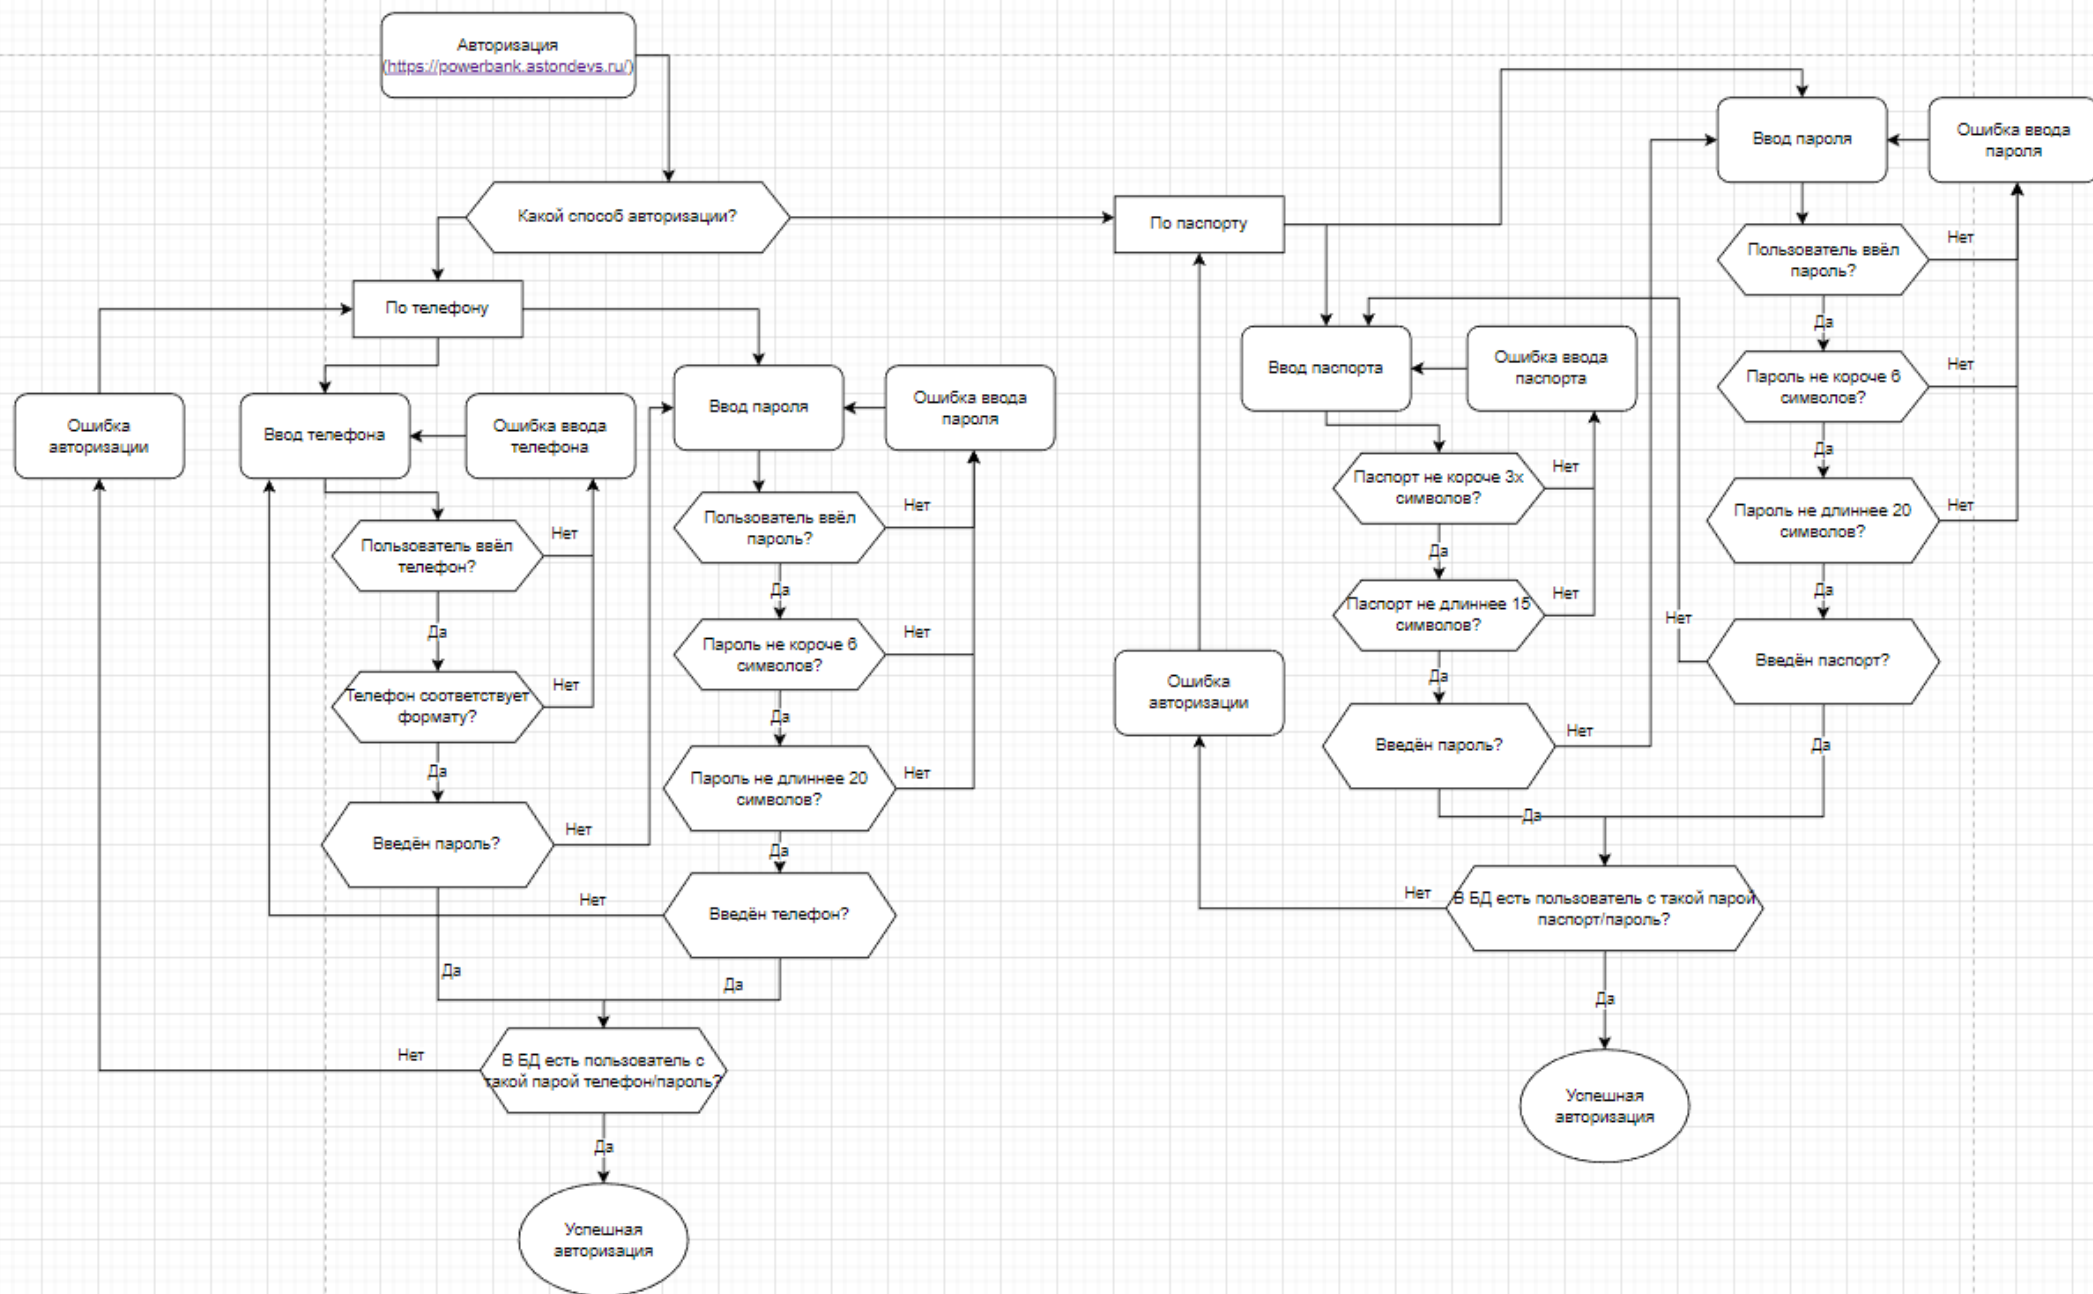 Авторизация
(https://powerbank.astondevs.ru/)
Какой способ авторизации?
По телефону
Ошибка
авторизации
Ввод телефона
Ошибка ввода
телефона
Пользователь ввёл
телефон?
Нет
Да
Телефон соответствует
формату?
Нет
Да
Введён пароль?
Нет
Да
Ввод пароля
Ошибка ввода
пароля
Пользователь ввёл
пароль?
Нет
Да
Пароль не короче 6
символов?
Нет
Да
Пароль не длиннее 20
символов?
Нет
Да
Введён телефон?
Нет
Да
В БД есть пользователь с
такой парой телефон/пароль?
Нет
Да
Успешная
авторизация
По паспорту
Ошибка
авторизации
Ввод паспорта
Ошибка ввода
паспорта
Паспорт не короче 3х
символов?
Нет
Да
Паспорт не длиннее 15
символов?
Нет
Да
Введён пароль?
Нет
Да
Ввод пароля
Ошибка ввода
пароля
Пользователь ввёл
пароль?
Нет
Да
Пароль не короче 6
символов?
Нет
Да
Пароль не длиннее 20
символов?
Нет
Да
Введён паспорт?
Нет
Да
В БД есть пользователь с такой парой
паспорт/пароль?
Нет
Да
Успешная
авторизация